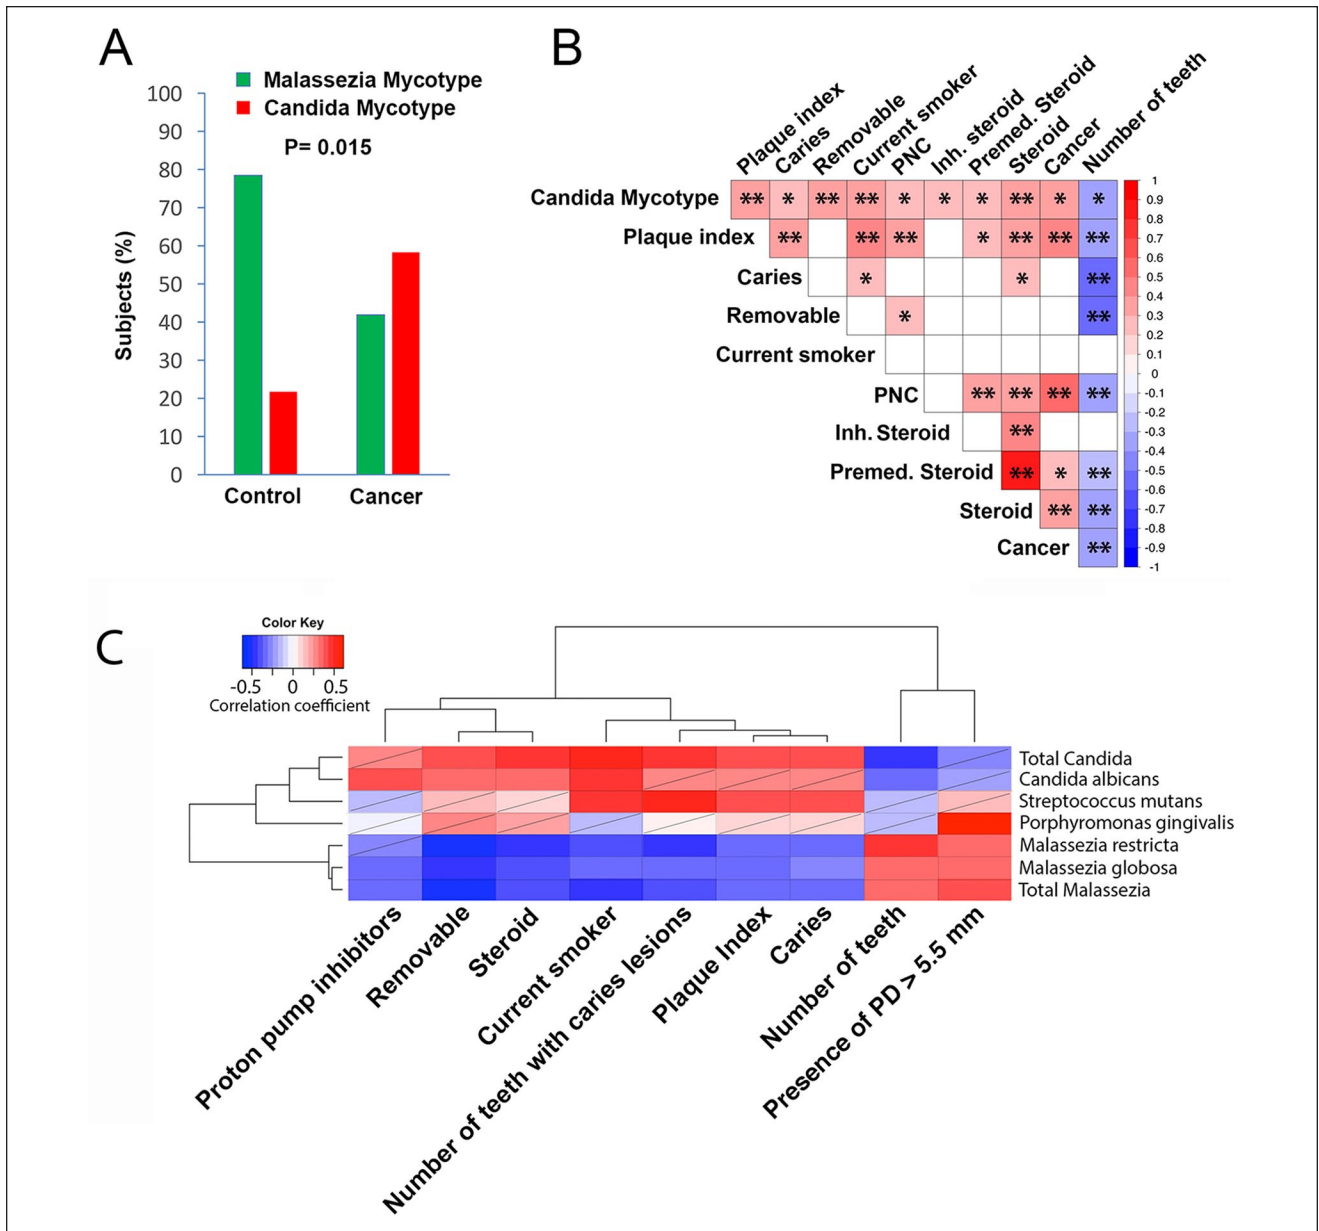 A
Malassezia Mycotype
Candida Mycotype
P= 0.015
100
90
80
70
60
50
40
30
20
10
0
Subjects (%)
Control
Cancer
B
Plaque index
Caries
Removable
Current smoker
PNC
Inh. steroid
Premed. Steroid
Steroid
Cancer
Number of teeth
Candida Mycotype ** * ** ** * * * ** * *
Plaque index ** ** ** * ** ** **
Caries * * **
Removable * **
Current smoker
PNC ** ** ** **
Inh. Steroid **
Premed. Steroid ** * **
Steroid ** **
Cancer **
1
0.9
0.8
0.7
0.6
0.5
0.4
0.3
0.2
0.1
0
-0.1
-0.2
-0.3
-0.4
-0.5
-0.6
-0.7
-0.8
-0.9
-1
C
Color Key
-0.5 0 0.5
Correlation coefficient
Total Candida
Candida albicans
Streptococcus mutans
Porphyromonas gingivalis
Malassezia restricta
Malassezia globosa
Total Malassezia
Proton pump inhibitors
Removable
Steroid
Current smoker
Number of teeth with caries lesions
Plaque Index
Caries
Number of teeth
Presence of PD > 5.5 mm